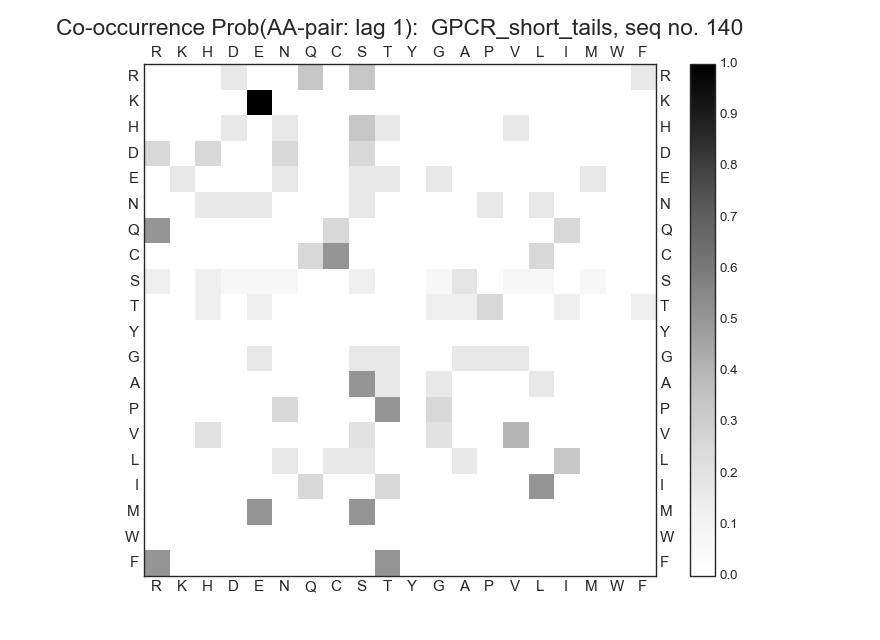 Co-occurrence Prob(AA-pair: lag 1):  GPCR_short_tails, seq no. 140
R K H D E N Q C S T Y G A P V L I M W F
R R 1.0
K K 0.9
H H
D D 0.8
E E
N N 0.7
Q Q 0.6
C C
S S 0.5
T T
Y Y
G G 0.4
A A
P P 0.3
V V
L L 0.2
I I
M M 0.1
W W
F F 0.0
R K H D E N Q C S T Y G A P V L I M W F